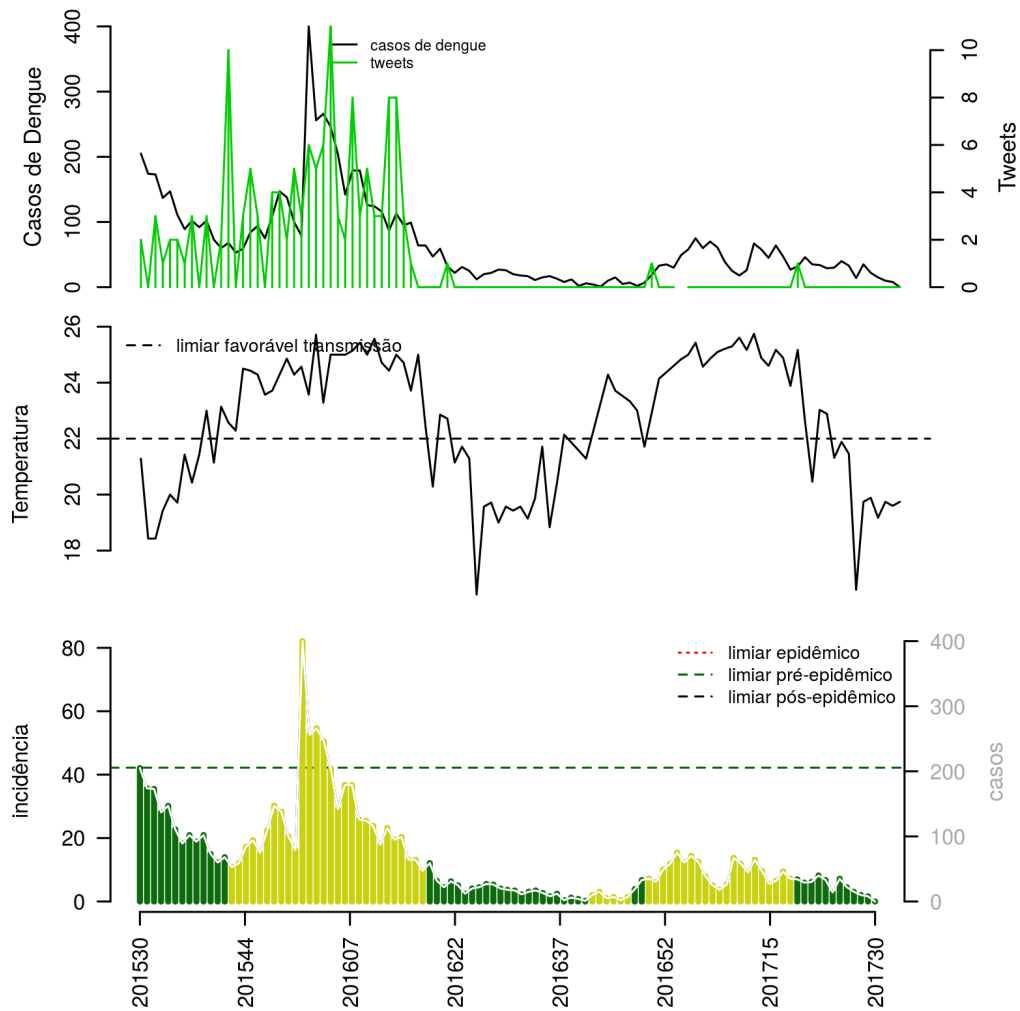 casos de dengue
tweets
Casos de Dengue
0 100 200 300 400
Tweets
0 2 4 6 8 10
limiar favorável transmissão
Temperatura
18 20 22 24 26
limiar epidêmico
limiar pré-epidêmico
limiar pós-epidêmico
incidência
0 20 40 60 80
casos
0 100 200 300 400
201530 201544 201607 201622 201637 201652 201715 201730